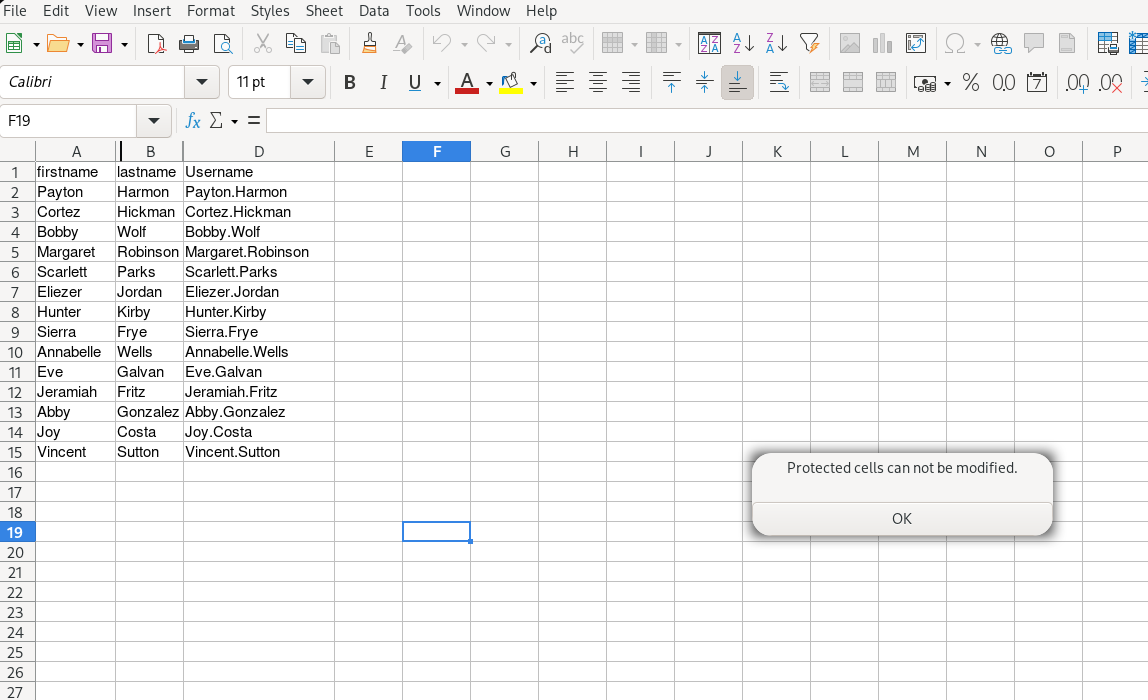 File Edit View Insert Format Styles Sheet Data Tools Window Help
Calibri 11 pt B I U A
F19 fx Σ =
A B D E F G H I J K L M N O P
1 firstname lastname Username
2 Payton Harmon Payton.Harmon
3 Cortez Hickman Cortez.Hickman
4 Bobby Wolf Bobby.Wolf
5 Margaret Robinson Margaret.Robinson
6 Scarlett Parks Scarlett.Parks
7 Eliezer Jordan Eliezer.Jordan
8 Hunter Kirby Hunter.Kirby
9 Sierra Frye Sierra.Frye
10 Annabelle Wells Annabelle.Wells
11 Eve Galvan Eve.Galvan
12 Jeramiah Fritz Jeramiah.Fritz
13 Abby Gonzalez Abby.Gonzalez
14 Joy Costa Joy.Costa
15 Vincent Sutton Vincent.Sutton
16
Protected cells can not be modified.
17
18
OK
19
20
21
22
23
24
25
26
27